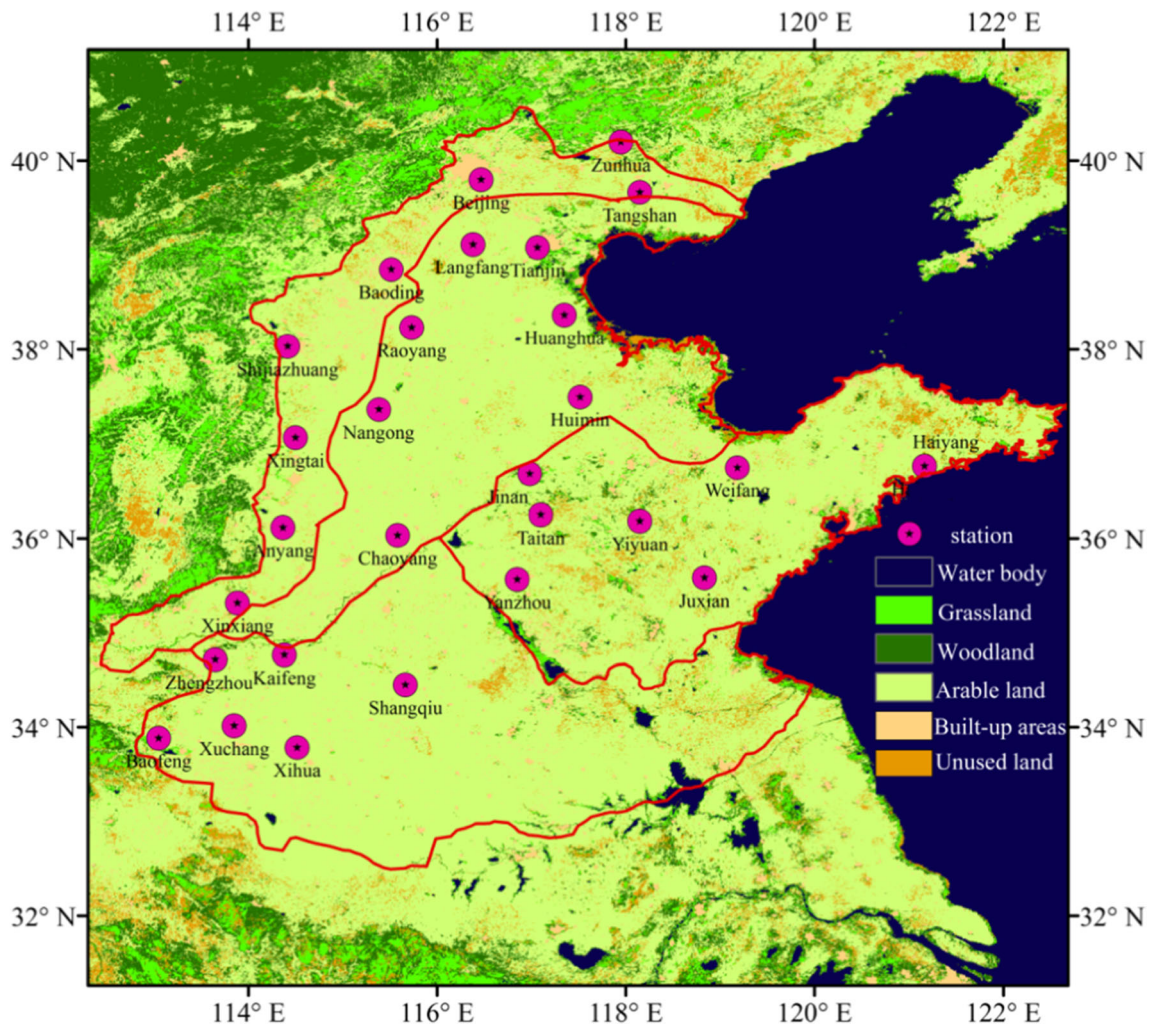 114° E 116° E 118° E 120° E 122° E
40° N 40° N
Zunhua
Beijing
Tangshan
Langfang Tianjin
Baoding
Huanghua
38° N 38° N
Raoyang
Shijiazhuang
Huimin
Nangong
Haiyang
Xingtai
Weifang
Jinan
36° N 36° N
station
Taitan
Yiyuan
Anyang
Chaoyang
Water body
Yanzhou
Juxian
Grassland
Xinxiang
Woodland
Zhengzhou Kaifeng
Arable land
Shangqiu
34° N 34° N
Built-up areas
Xuchang
Baofeng
Xihua
Unused land
32° N 32° N
114° E 116° E 118° E 120° E 122° E